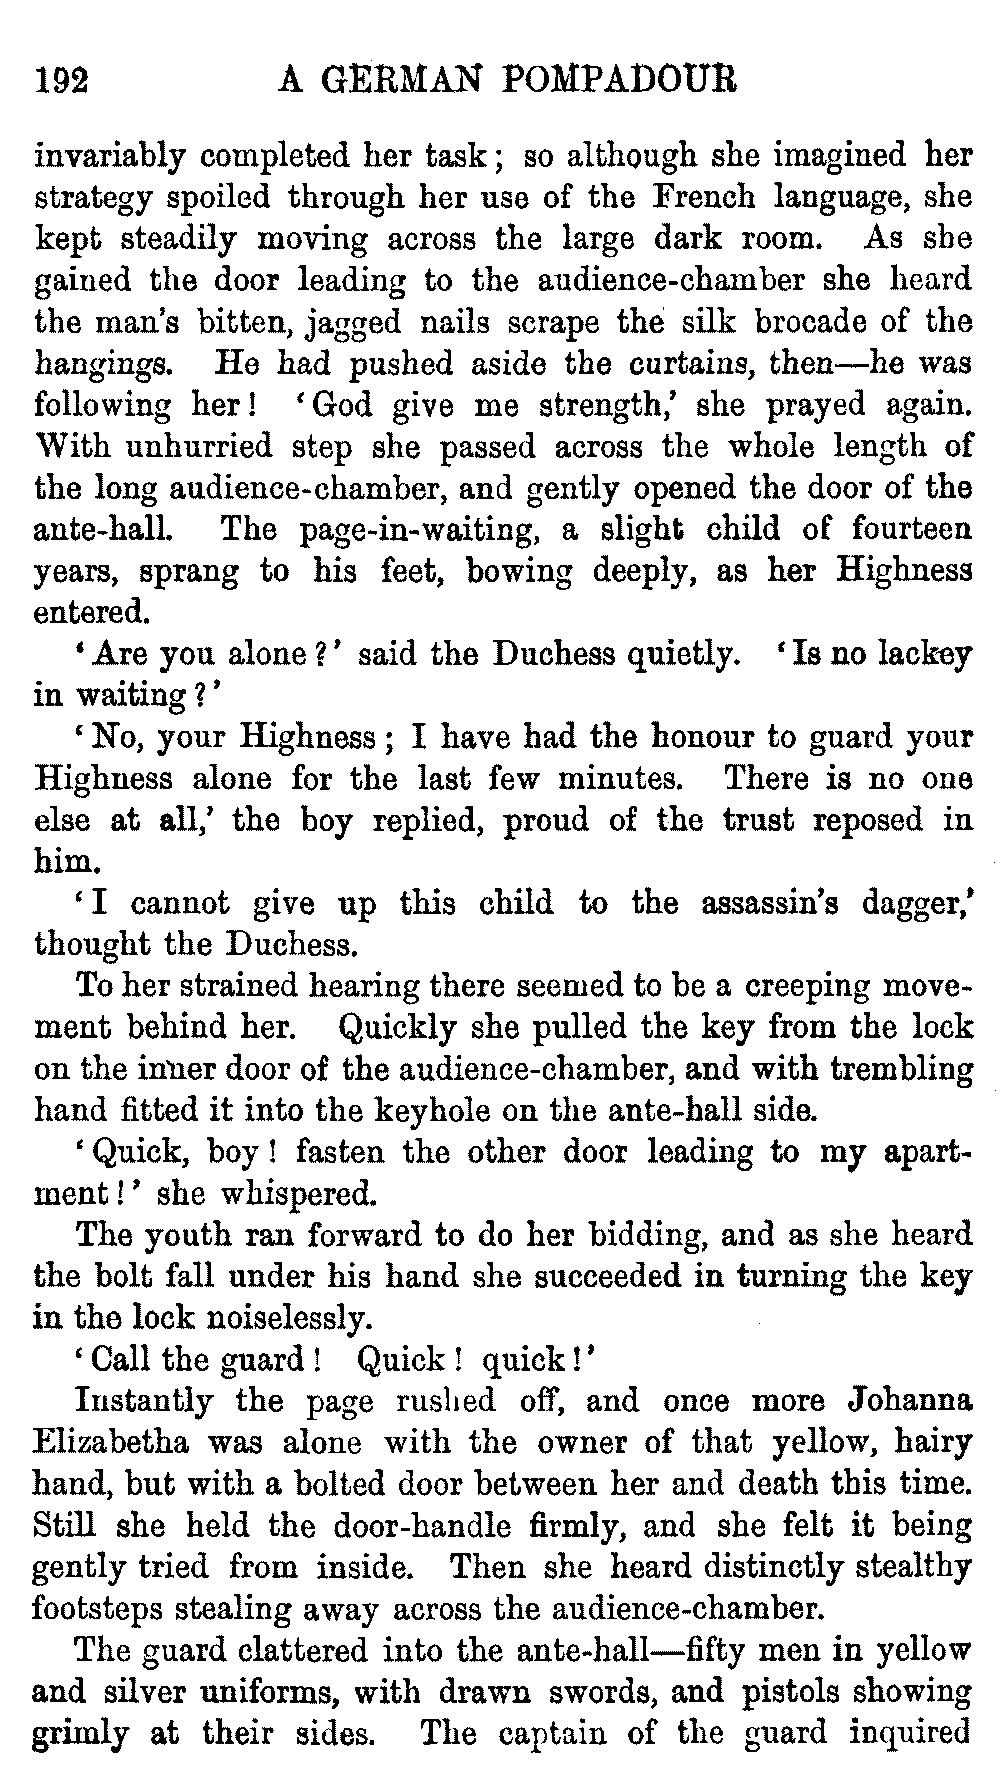 192 A GERMAN POMPADOUR
invariably completed her task; so although she imagined her
strategy spoiled through her use of the French language, she
kept steadily moving across the large dark room. As she
gained the door leading to the audience-chamber she heard
the man's bitten, jagged nails scrape the silk brocade of the
hangings. He had pushed aside the curtains, then—he was
following her! ‘God give me strength,’ she prayed again.
With unhurried step she passed across the whole length of
the long audience-chamber, and gently opened the door of the
ante-hall. The page-in-waiting, a slight child of fourteen
years, sprang to his feet, bowing deeply, as her Highness
entered.
‘Are you alone?’ said the Duchess quietly. ‘Is no lackey
in waiting?’
‘No, your Highness; I have had the honour to guard your
Highness alone for the last few minutes. There is no one
else at all,’ the boy replied, proud of the trust reposed in
him.
‘I cannot give up this child to the assassin's dagger,’
thought the Duchess.
To her strained hearing there seemed to be a creeping move-
ment behind her. Quickly she pulled the key from the lock
on the inner door of the audience-chamber, and with trembling
hand fitted it into the keyhole on the ante-hall side.
‘Quick, boy! fasten the other door leading to my apart-
ment!’ she whispered.
The youth ran forward to do her bidding, and as she heard
the bolt fall under his hand she succeeded in turning the key
in the lock noiselessly.
‘Call the guard! Quick! quick!’
Instantly the page rushed off, and once more Johanna
Elizabetha was alone with the owner of that yellow, hairy
hand, but with a bolted door between her and death this time.
Still she held the door-handle firmly, and she felt it being
gently tried from inside. Then she heard distinctly stealthy
footsteps stealing away across the audience-chamber.
The guard clattered into the ante-hall—fifty men in yellow
and silver uniforms, with drawn swords, and pistols showing
grimly at their sides. The captain of the guard inquired